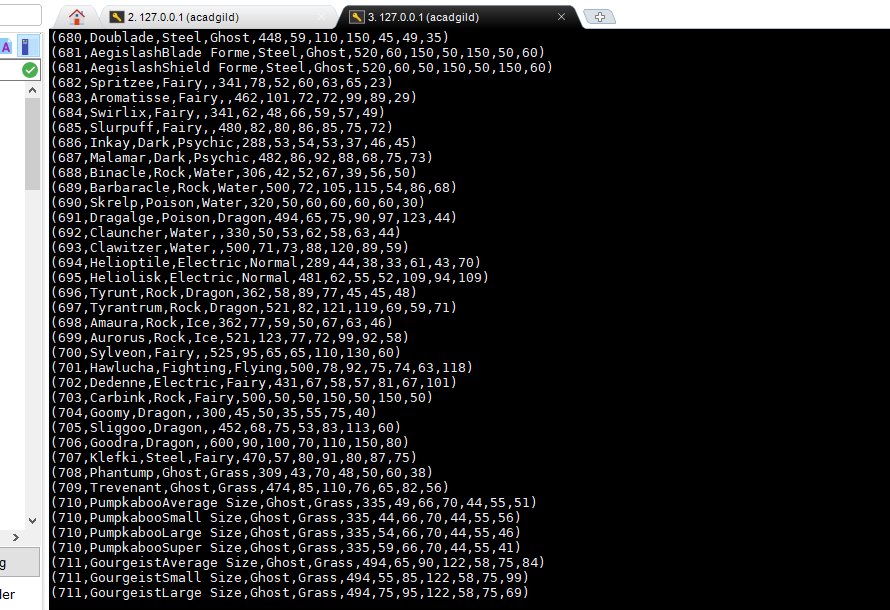 2. 127.0.0.1 (acadgild)
3. 127.0.0.1 (acadgild)
A
(680,Doublade,Steel,Ghost,448,59,110,150,45,49,35)
(681,AegislashBlade Forme,Steel,Ghost,520,60,150,50,150,50,60)
(681,AegislashShield Forme,Steel,Ghost,520,60,50,150,50,150,60)
(682,Spritzee,Fairy,,341,78,52,60,63,65,23)
(683,Aromatisse,Fairy,,462,101,72,72,99,89,29)
(684,Swirlix,Fairy,,341,62,48,66,59,57,49)
(685,Slurpuff,Fairy,,480,82,80,86,85,75,72)
(686,Inkay,Dark,Psychic,288,53,54,53,37,46,45)
(687,Malamar,Dark,Psychic,482,86,92,88,68,75,73)
(688,Binacle,Rock,Water,306,42,52,67,39,56,50)
(689,Barbaracle,Rock,Water,500,72,105,115,54,86,68)
(690,Skrelp,Poison,Water,320,50,60,60,60,60,30)
(691,Dragalge,Poison,Dragon,494,65,75,90,97,123,44)
(692,Clauncher,Water,,330,50,53,62,58,63,44)
(693,Clawitzer,Water,,500,71,73,88,120,89,59)
(694,Helioptile,Electric,Normal,289,44,38,33,61,43,70)
(695,Heliolisk,Electric,Normal,481,62,55,52,109,94,109)
(696,Tyrunt,Rock,Dragon,362,58,89,77,45,45,48)
(697,Tyrantrum,Rock,Dragon,521,82,121,119,69,59,71)
(698,Amaura,Rock,Ice,362,77,59,50,67,63,46)
(699,Aurorus,Rock,Ice,521,123,77,72,99,92,58)
(700,Sylveon,Fairy,,525,95,65,65,110,130,60)
(701,Hawlucha,Fighting,Flying,500,78,92,75,74,63,118)
(702,Dedenne,Electric,Fairy,431,67,58,57,81,67,101)
(703,Carbink,Rock,Fairy,500,50,50,150,50,150,50)
(704,Goomy,Dragon,,300,45,50,35,55,75,40)
(705,Sliggoo,Dragon,,452,68,75,53,83,113,60)
(706,Goodra,Dragon,,600,90,100,70,110,150,80)
(707,Klefki,Steel,Fairy,470,57,80,91,80,87,75)
(708,Phantump,Ghost,Grass,309,43,70,48,50,60,38)
(709,Trevenant,Ghost,Grass,474,85,110,76,65,82,56)
(710,PumpkabooAverage Size,Ghost,Grass,335,49,66,70,44,55,51)
(710,PumpkabooSmall Size,Ghost,Grass,335,44,66,70,44,55,56)
(710,PumpkabooLarge Size,Ghost,Grass,335,54,66,70,44,55,46)
(710,PumpkabooSuper Size,Ghost,Grass,335,59,66,70,44,55,41)
(711,GourgeistAverage Size,Ghost,Grass,494,65,90,122,58,75,84)
(711,GourgeistSmall Size,Ghost,Grass,494,55,85,122,58,75,99)
(711,GourgeistLarge Size,Ghost,Grass,494,75,95,122,58,75,69)
g
ler